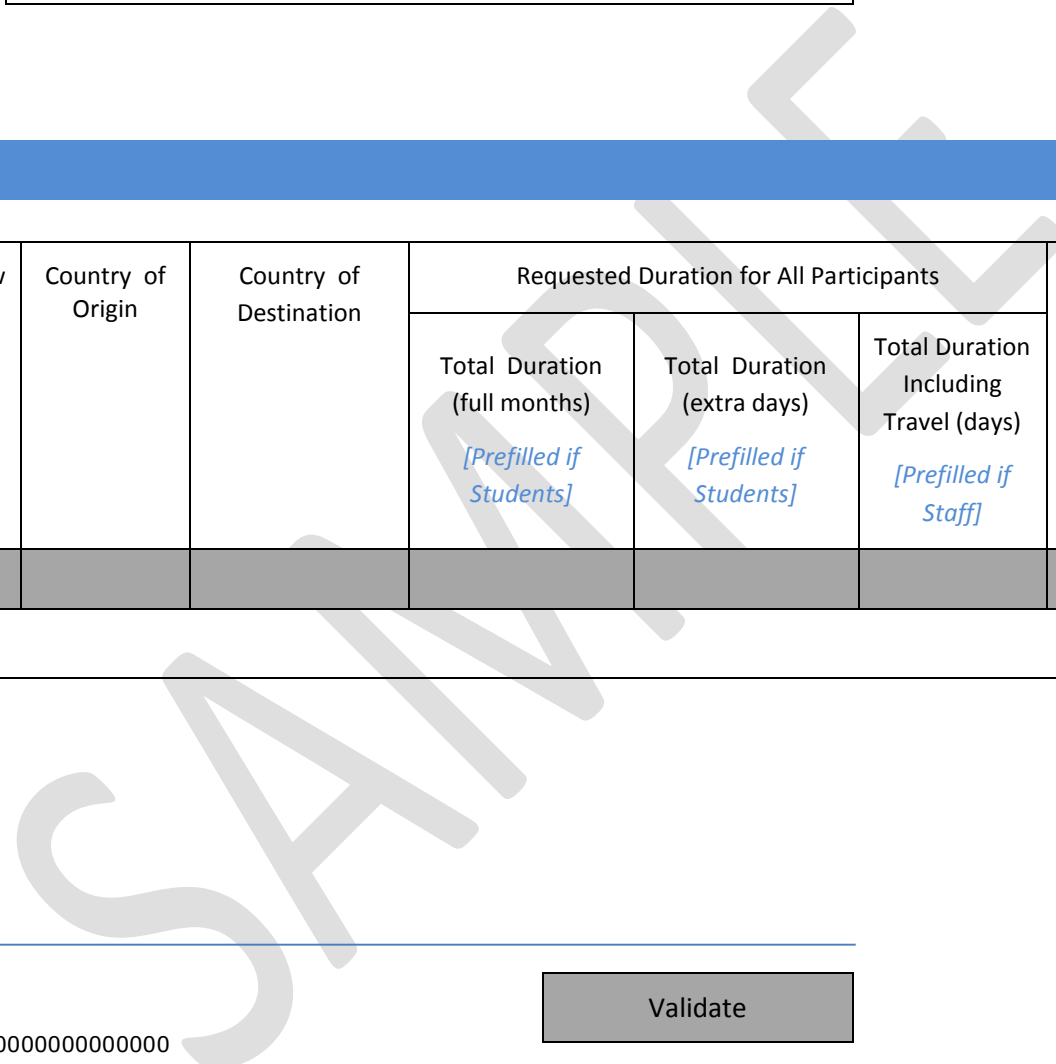 Country of
Origin
Country of
Destination
Requested Duration for All Participants
Total Duration
(full months)
[Prefilled if
Students]
Total Duration
(extra days)
[Prefilled if
Students]
Total Duration
Including
Travel (days)
[Prefilled if
Staff]
SAMPLE
Validate
0000000000000